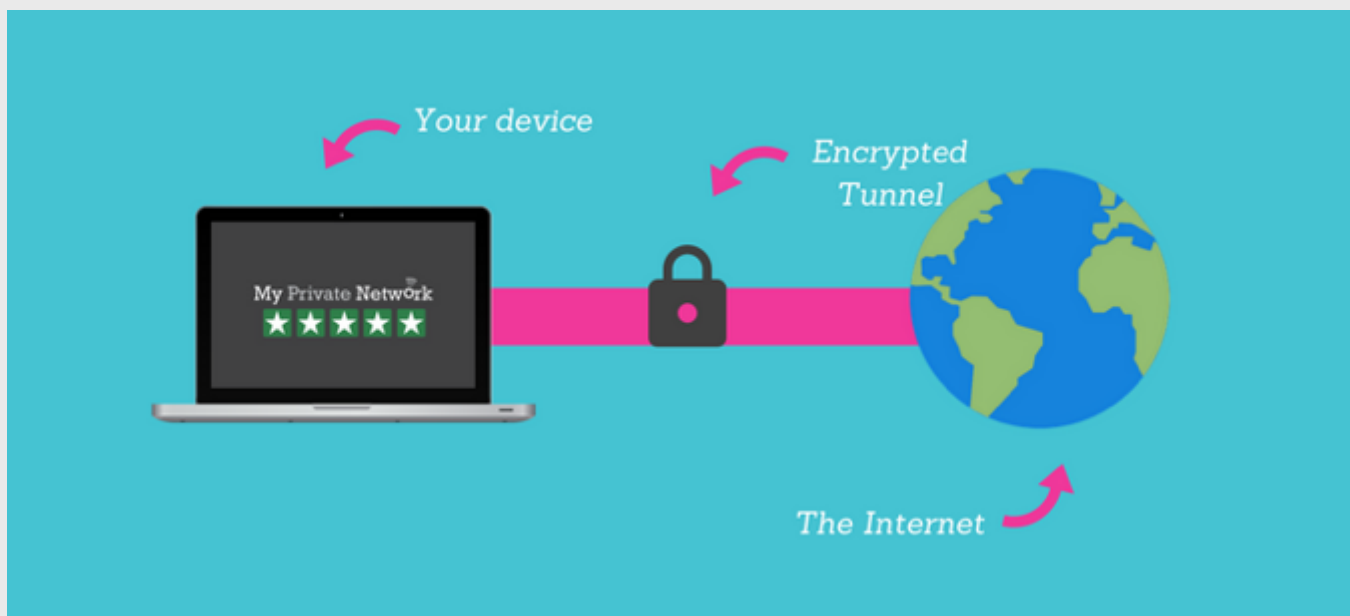 Your device
Encrypted
Tunnel
My Private Network
The Internet